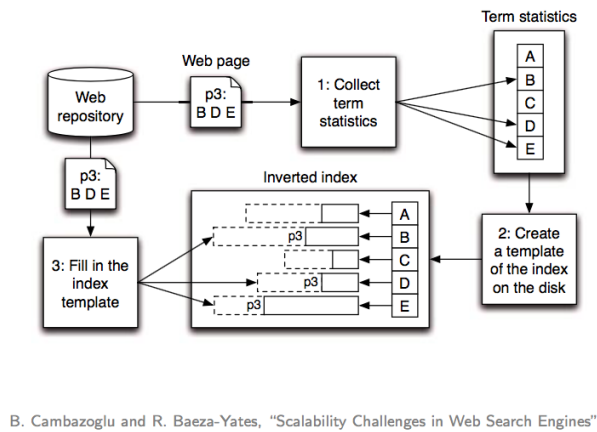 Term statistics
Web page
A
B
C
D
E
Web
repository
p3:
B D E
1: Collect
term
statistics
p3:
B D E
Inverted index
A
p3
B
C
p3
D
p3
E
2: Create
a template
of the index
on the disk
3: Fill in the
index
template
B. Cambazoglu and R. Baeza-Yates, “Scalability Challenges in Web Search Engines”